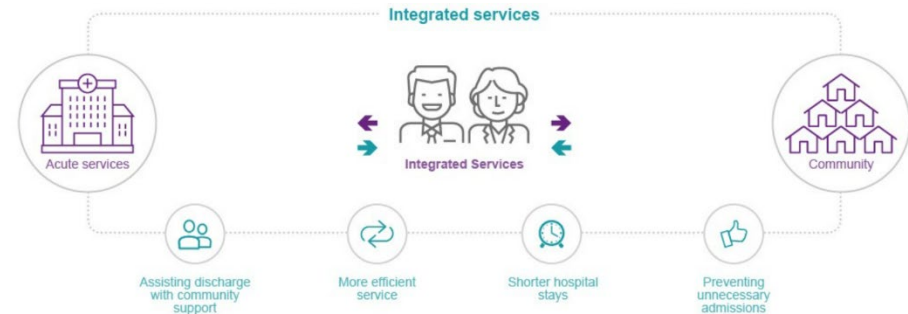 Integrated services
Acute services
Integrated Services
Community
Assisting discharge
with community
support
More efficient
service
Shorter hospital
stays
Preventing
unnecessary
admissions